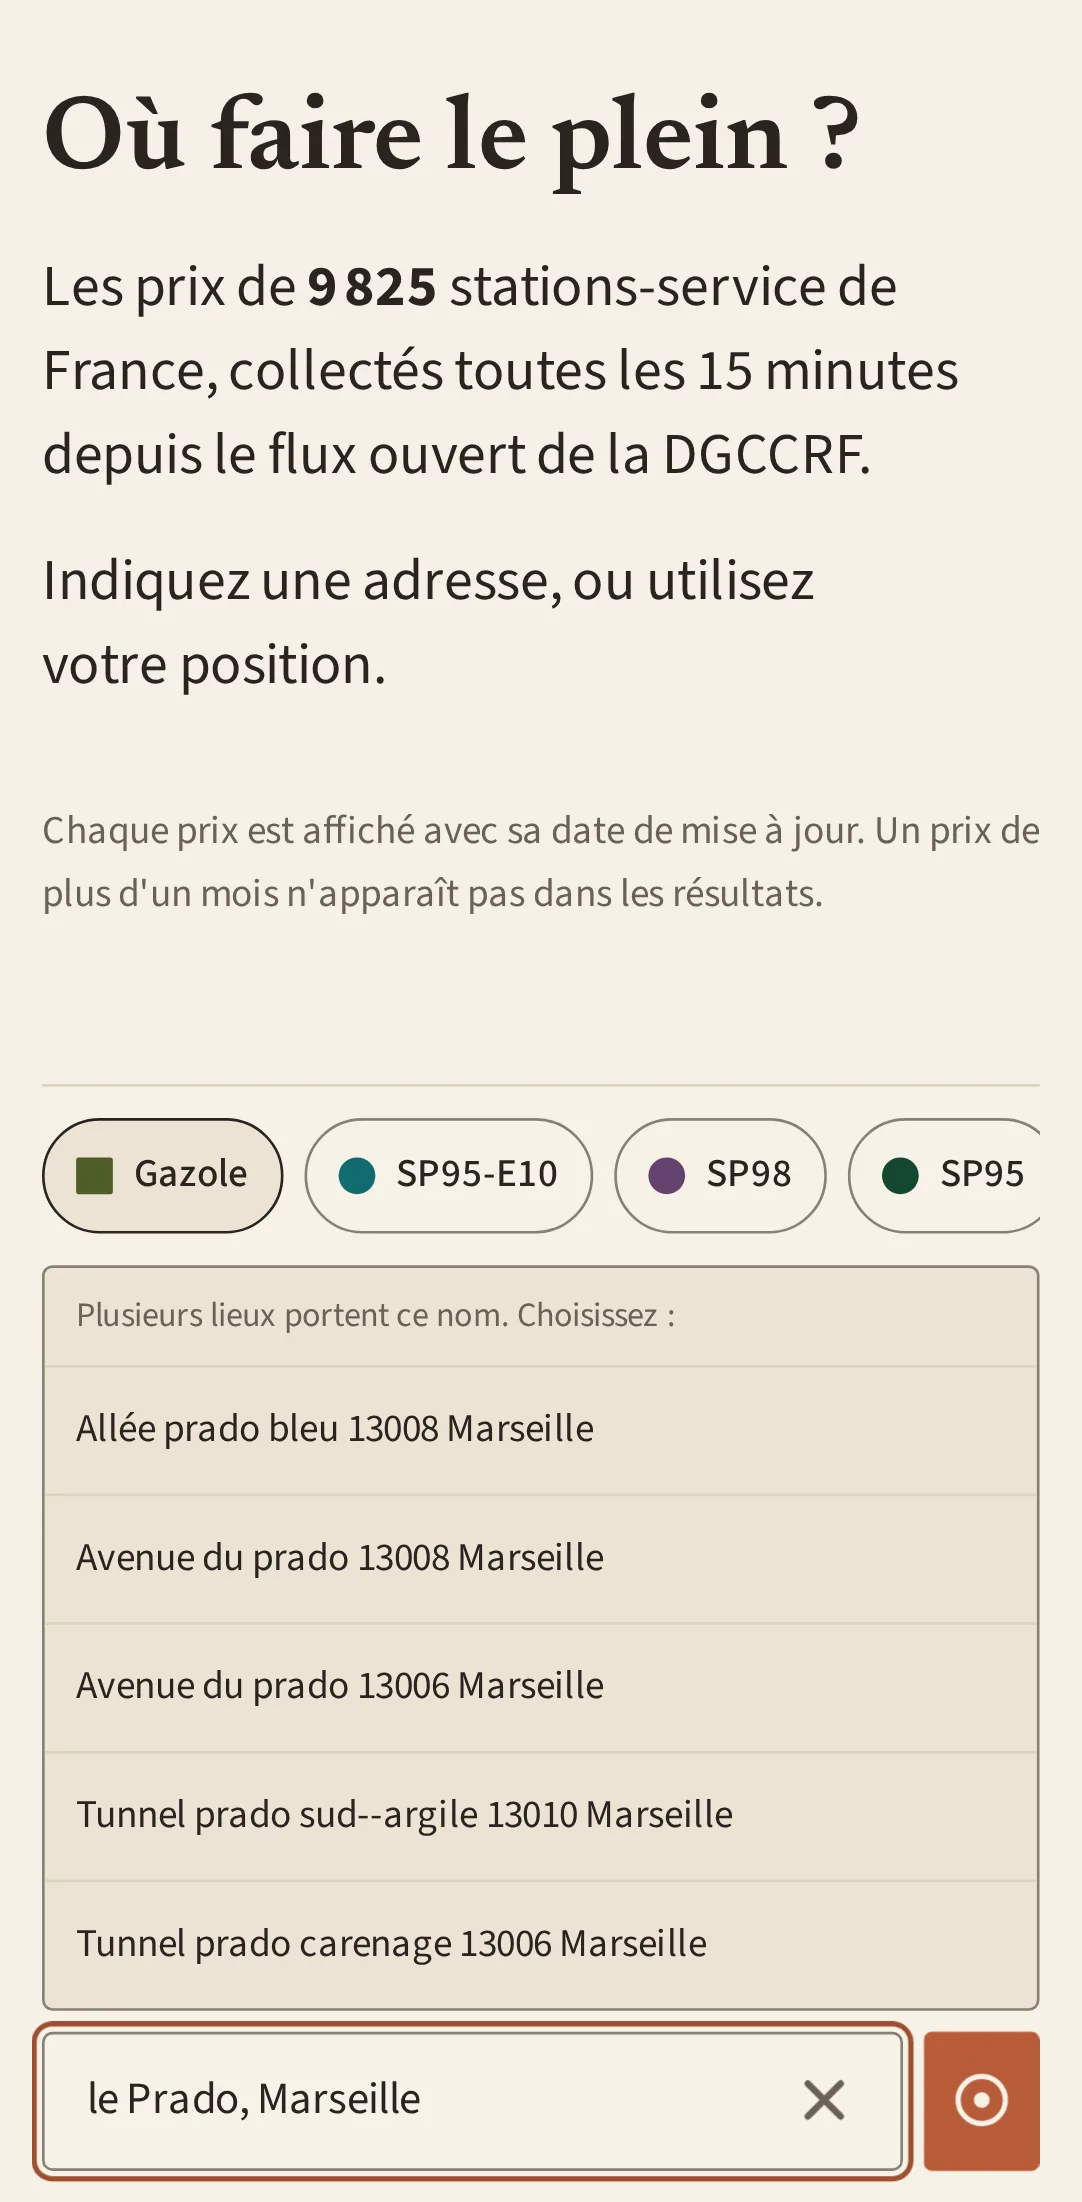 Où faire le plein ?
Les prix de 9 825 stations-service de
France, collectés toutes les 15 minutes
depuis le flux ouvert de la DGCCRF.
Indiquez une adresse, ou utilisez
votre position.
Chaque prix est affiché avec sa date de mise à jour. Un prix de
plus d'un mois n'apparaît pas dans les résultats.
Gazole SP95-E10 SP98 SP95
Plusieurs lieux portent ce nom. Choisissez :
Allée prado bleu 13008 Marseille
Avenue du prado 13008 Marseille
Avenue du prado 13006 Marseille
Tunnel prado sud--argile 13010 Marseille
Tunnel prado carenage 13006 Marseille
le Prado, Marseille